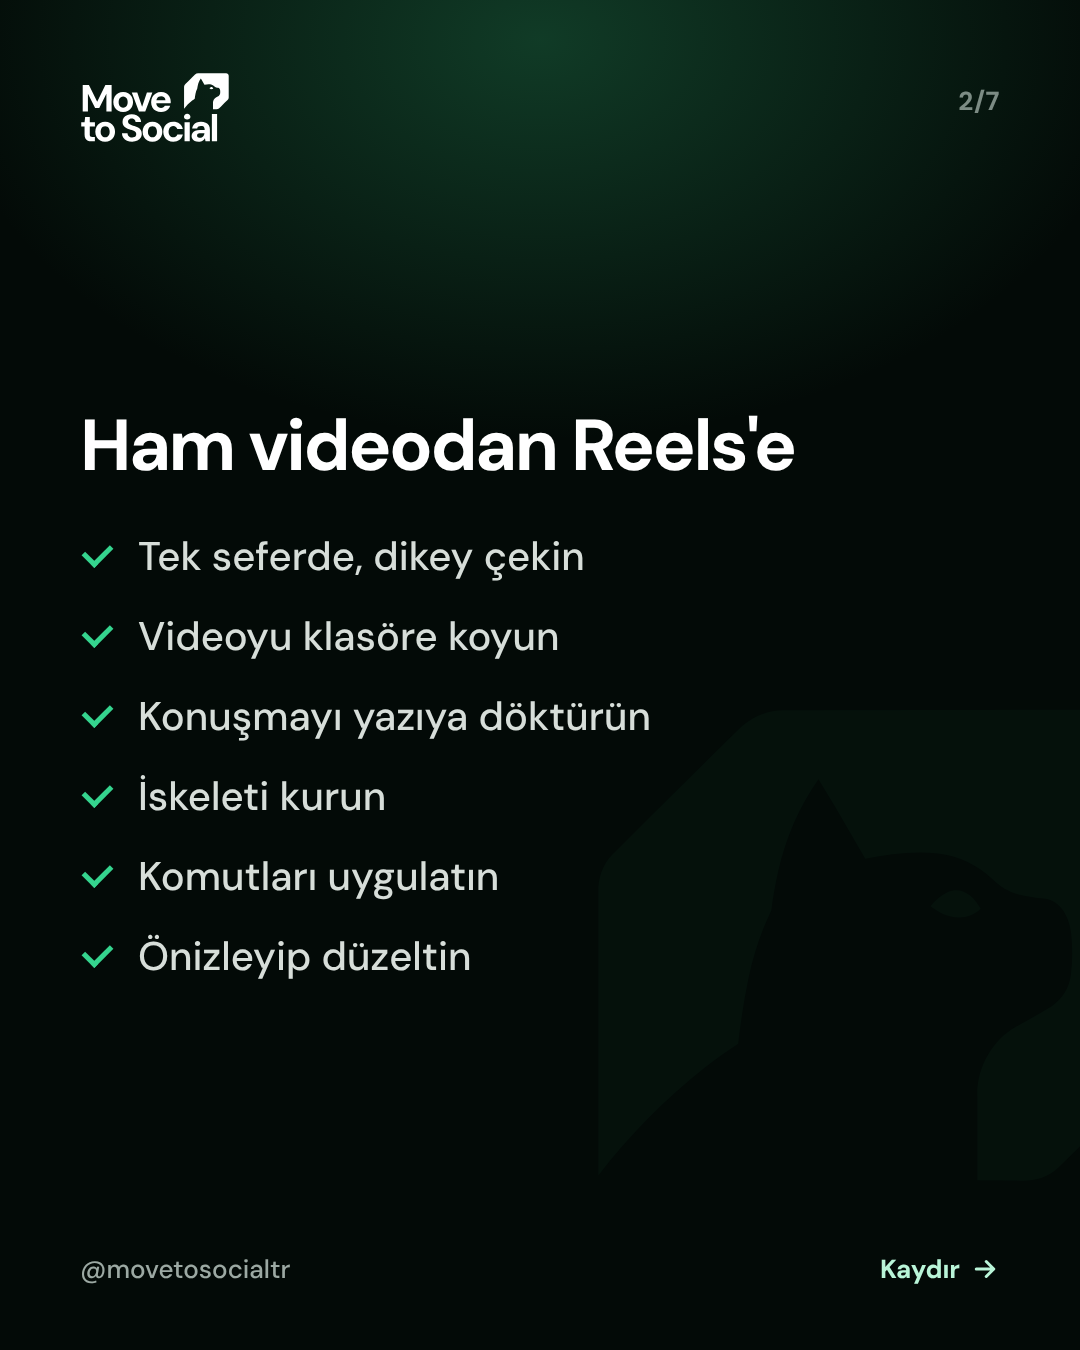 Move
to Social
2/7
Ham videodan Reels'e
Tek seferde, dikey çekin
Videoyu klasöre koyun
Konuşmayı yazıya döktürün
İskeleti kurun
Komutları uygulatın
Önizleyip düzeltin
@movetosocialtr
Kaydır →